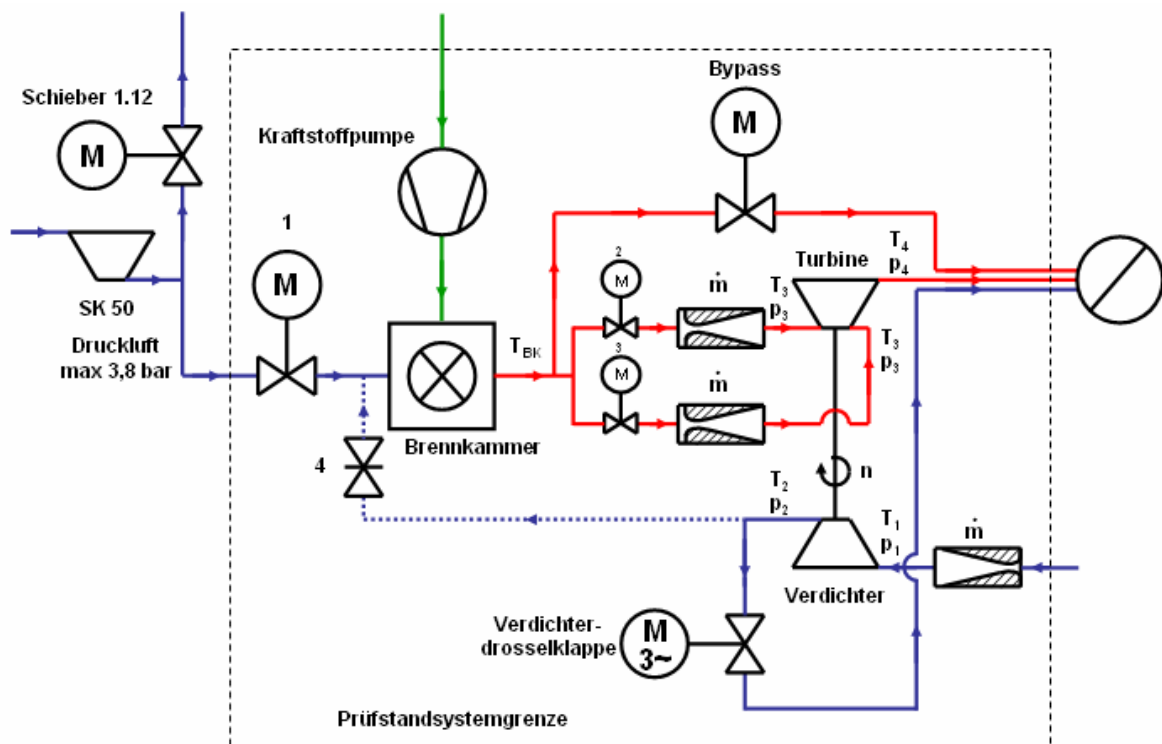 Schieber 1.12
M
SK 50
Druckluft
max 3,8 bar
1
M
Kraftstoffpumpe
Bypass
M
T_BK
Brennkammer
4
2
M
3
M
ṁ
ṁ
T₃
p₃
Turbine
T₄
p₄
T₃
p₃
n
T₂
p₂
T₁
p₁
ṁ
Verdichter
Verdichter-
drosselklappe
M
3~
Prüfstandsystemgrenze